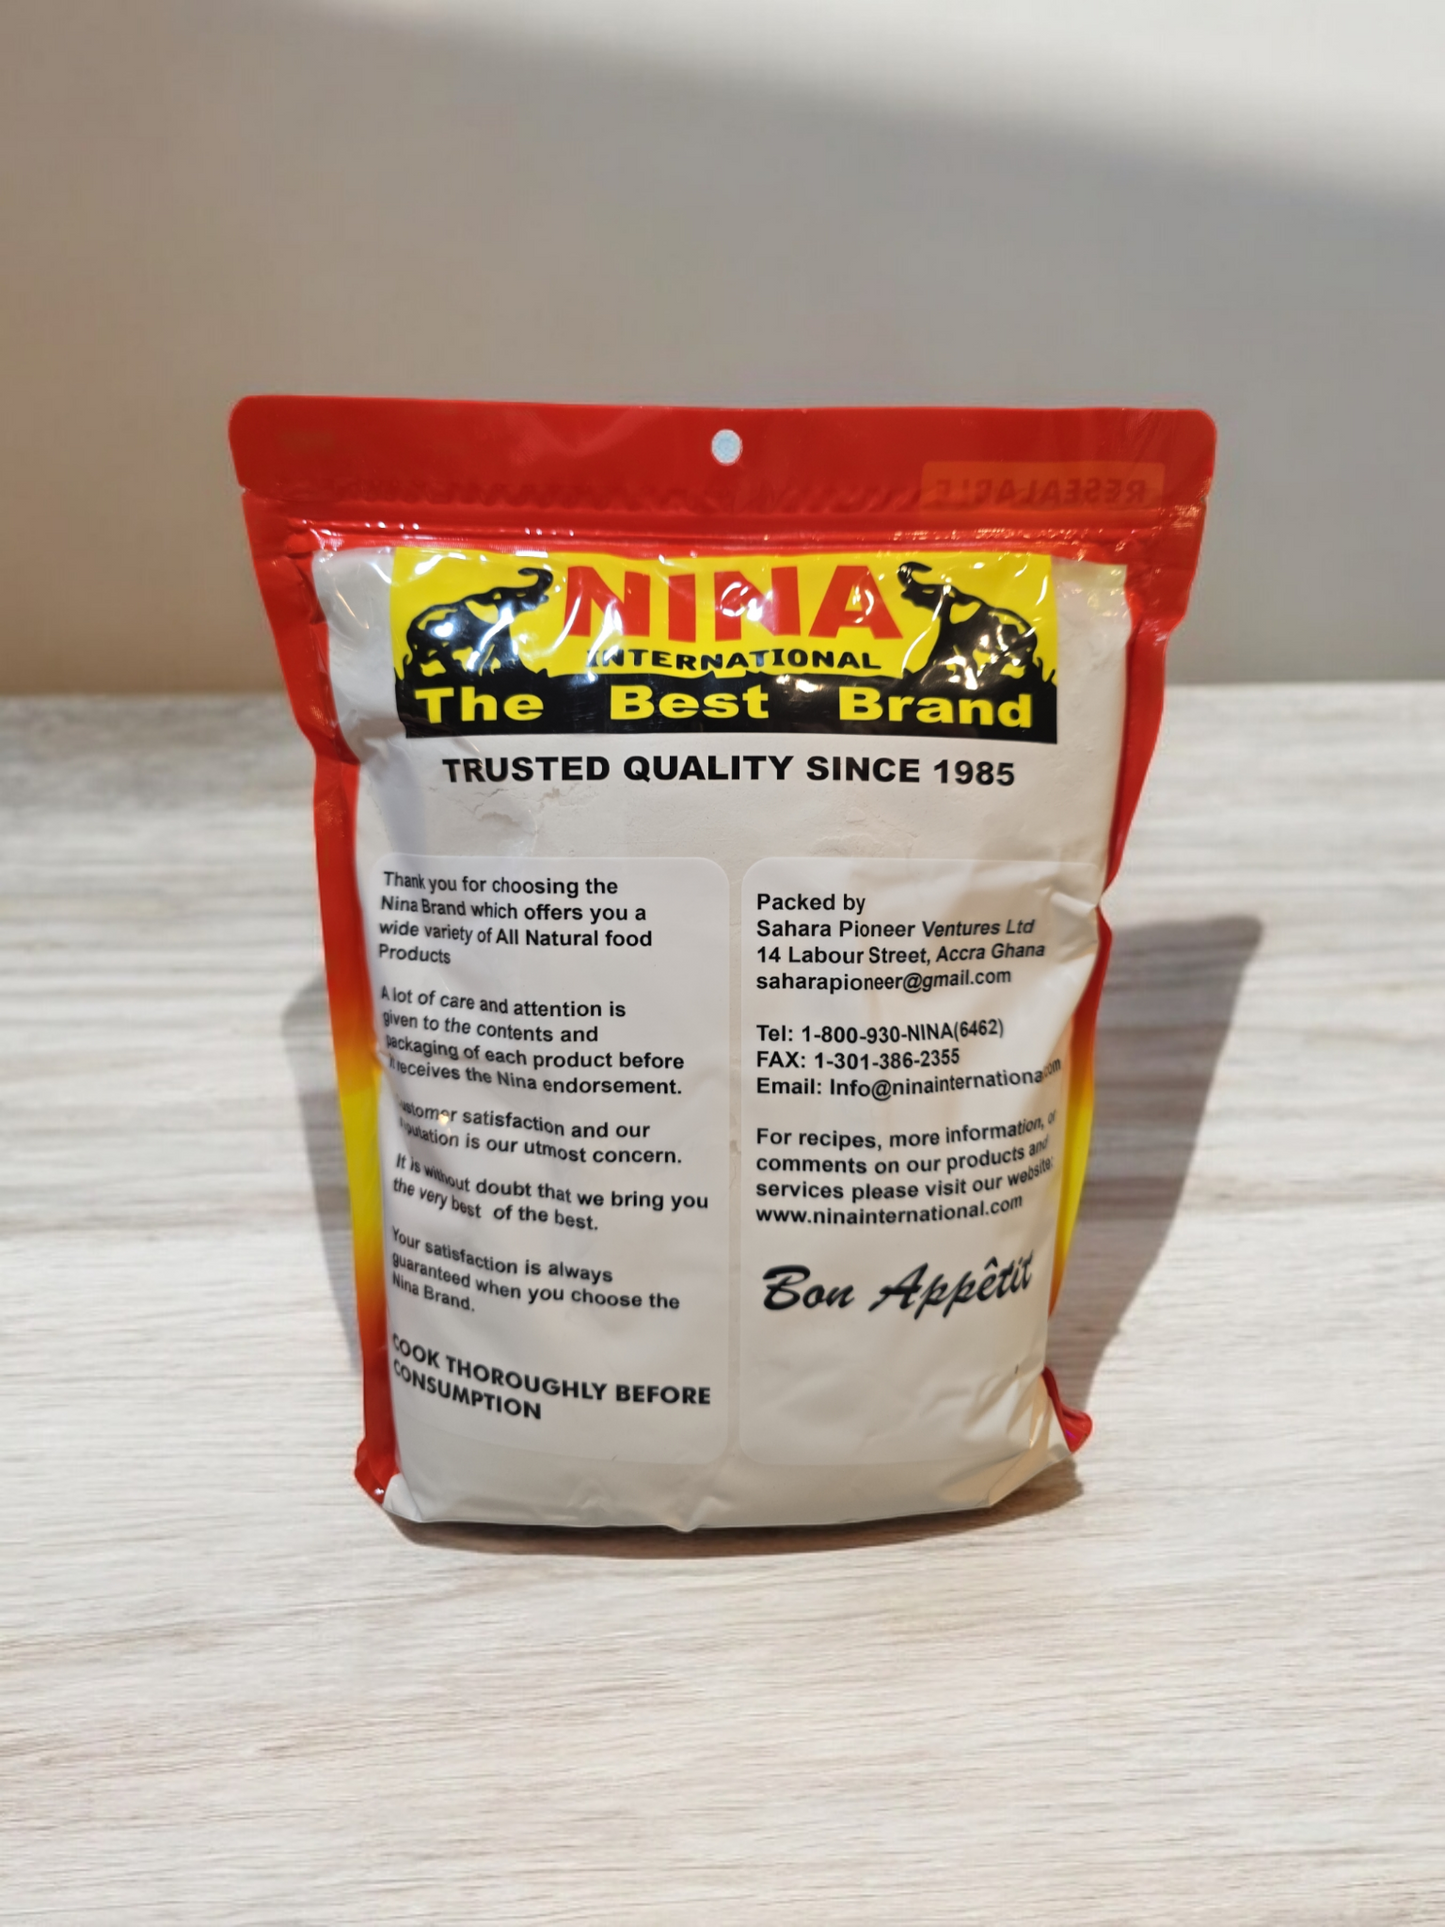 RESEALABLE
NINA
INTERNATIONAL
The Best Brand
TRUSTED QUALITY SINCE 1985
Thank you for choosing the
Nina Brand which offers you a
wide variety of All Natural food
Products
A lot of care and attention is
given to the contents and
packaging of each product before
it receives the Nina endorsement.
Customer satisfaction and our
reputation is our utmost concern.
It is without doubt that we bring you
the very best of the best.
Your satisfaction is always
guaranteed when you choose the
Nina Brand.
COOK THOROUGHLY BEFORE
CONSUMPTION
Packed by
Sahara Pioneer Ventures Ltd
14 Labour Street, Accra Ghana
saharapioneer@gmail.com
Tel: 1-800-930-NINA(6462)
FAX: 1-301-386-2355
Email: Info@ninainternational.com
For recipes, more information, or
comments on our products and
services please visit our website:
www.ninainternational.com
Bon Appêtit